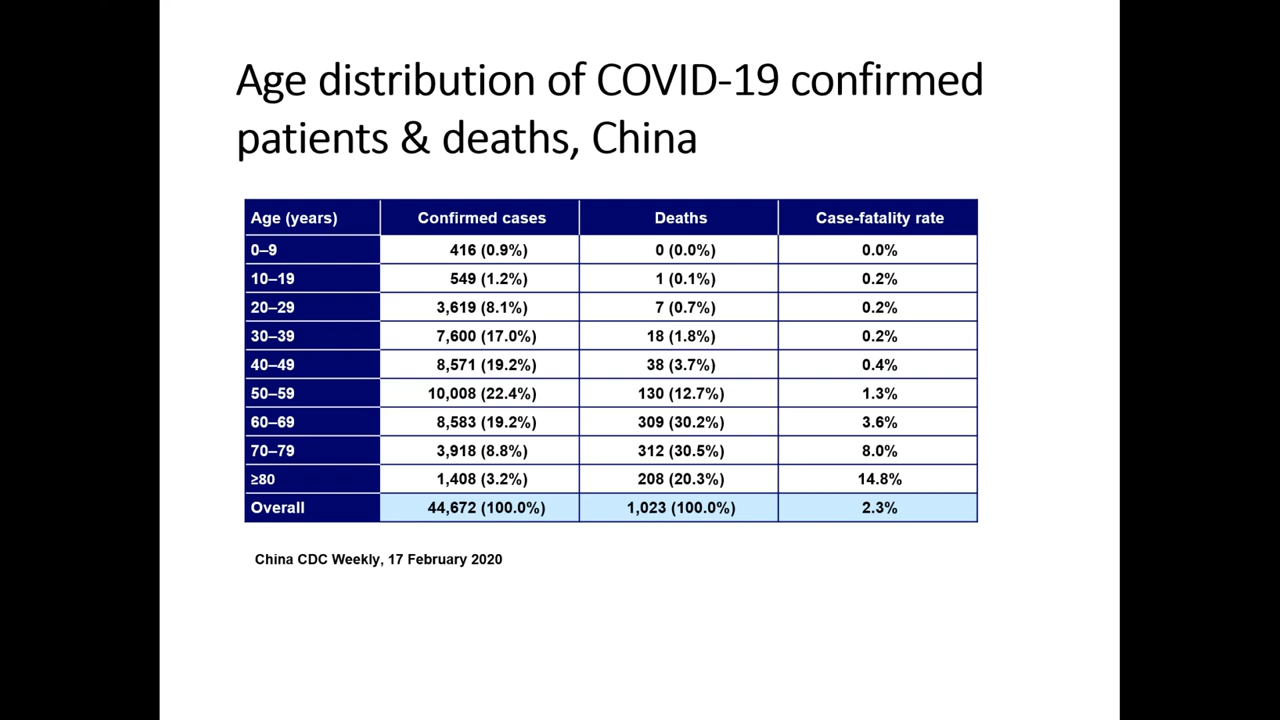 Age distribution of COVID-19 confirmed
patients & deaths, China
Age (years) Confirmed cases Deaths Case-fatality rate
0–9 416 (0.9%) 0 (0.0%) 0.0%
10–19 549 (1.2%) 1 (0.1%) 0.2%
20–29 3,619 (8.1%) 7 (0.7%) 0.2%
30–39 7,600 (17.0%) 18 (1.8%) 0.2%
40–49 8,571 (19.2%) 38 (3.7%) 0.4%
50–59 10,008 (22.4%) 130 (12.7%) 1.3%
60–69 8,583 (19.2%) 309 (30.2%) 3.6%
70–79 3,918 (8.8%) 312 (30.5%) 8.0%
≥80 1,408 (3.2%) 208 (20.3%) 14.8%
Overall 44,672 (100.0%) 1,023 (100.0%) 2.3%
China CDC Weekly, 17 February 2020